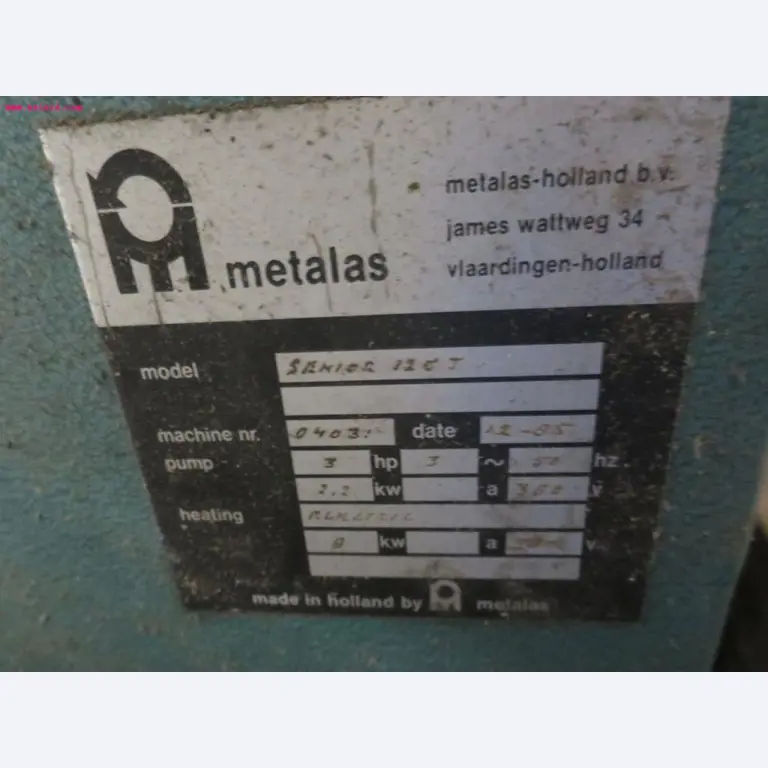 metalas-holland b.v.
james wattweg 34
metalas vlaardingen-holland
model SENIOR 120 T
machine nr. 0403 date 12-85
pump 3 hp 3 ~ 50 hz.
2.2 kw a 380 v
heating
kw a v
made in holland by metalas